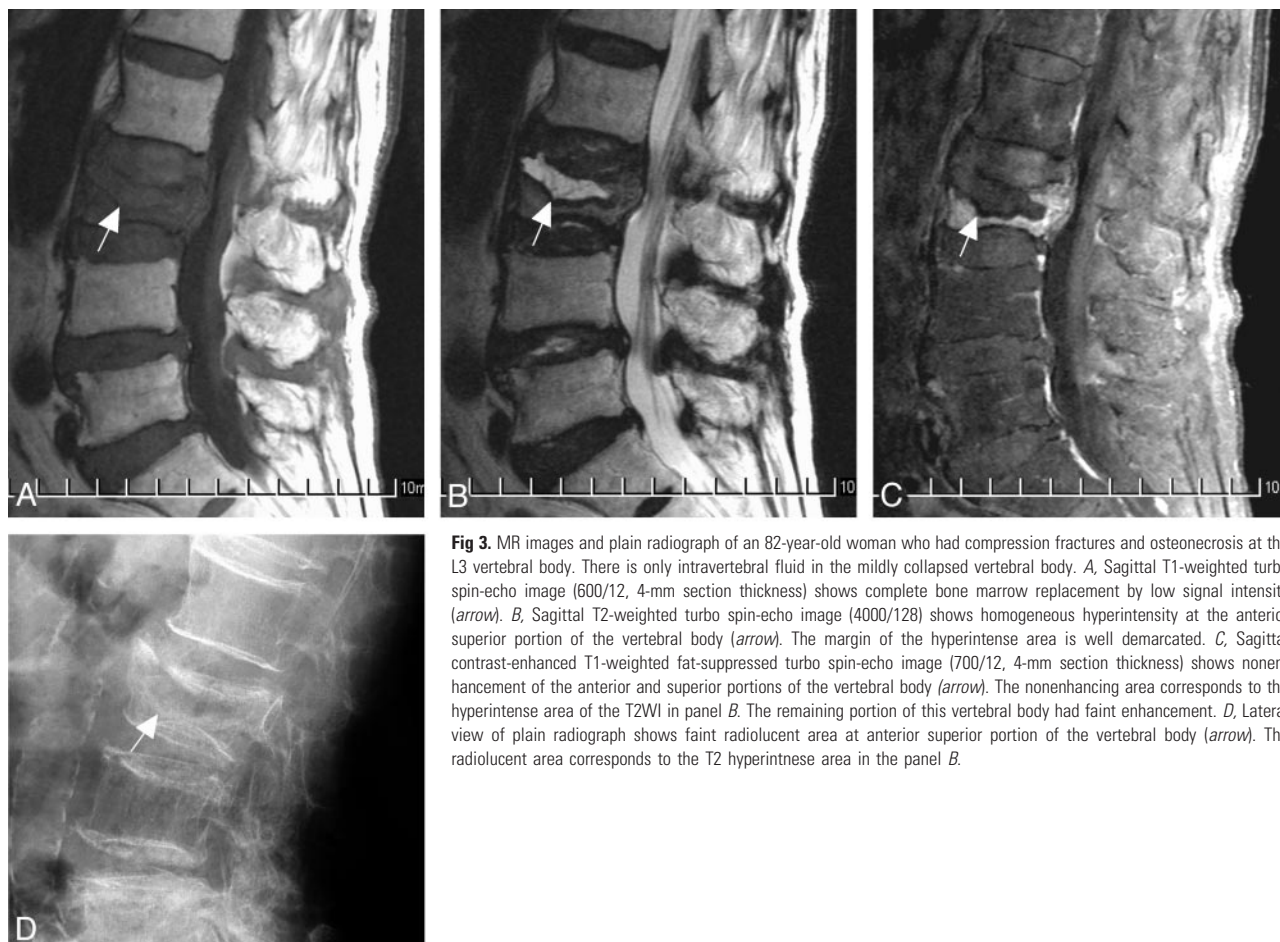 A
10m
B
10
C
10
Fig 3. MR images and plain radiograph of an 82-year-old woman who had compression fractures and osteonecrosis at th
L3 vertebral body. There is only intravertebral fluid in the mildly collapsed vertebral body. A, Sagittal T1-weighted turb
spin-echo image (600/12, 4-mm section thickness) shows complete bone marrow replacement by low signal intensit
(arrow). B, Sagittal T2-weighted turbo spin-echo image (4000/128) shows homogeneous hyperintensity at the anterio
superior portion of the vertebral body (arrow). The margin of the hyperintense area is well demarcated. C, Sagitta
contrast-enhanced T1-weighted fat-suppressed turbo spin-echo image (700/12, 4-mm section thickness) shows nonen
hancement of the anterior and superior portions of the vertebral body (arrow). The nonenhancing area corresponds to th
hyperintense area of the T2WI in panel B. The remaining portion of this vertebral body had faint enhancement. D, Latera
view of plain radiograph shows faint radiolucent area at anterior superior portion of the vertebral body (arrow). Th
radiolucent area corresponds to the T2 hyperintnese area in the panel B.
D